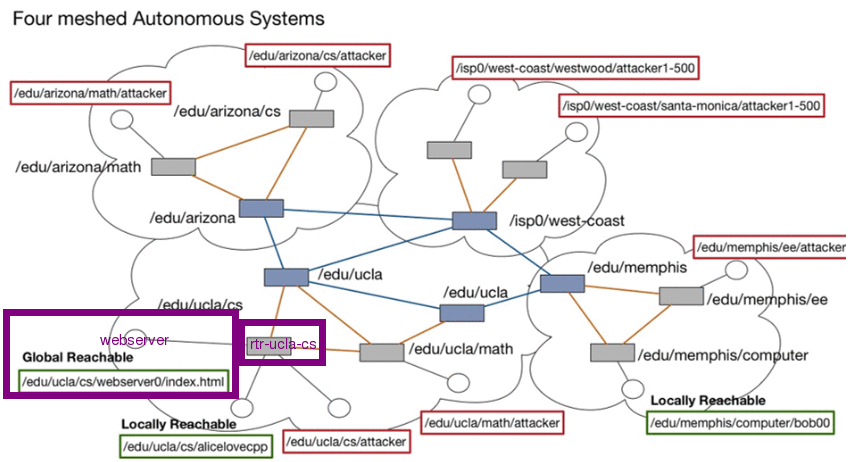 Four meshed Autonomous Systems
/edu/arizona/cs/attacker
/isp0/west-coast/westwood/attacker1-500
/edu/arizona/math/attacker
/isp0/west-coast/santa-monica/attacker1-500
/edu/arizona/cs
/edu/arizona/math
/edu/arizona
/isp0/west-coast
/edu/memphis/ee/attacker
/edu/ucla
/edu/memphis
/edu/ucla
/edu/memphis/ee
/edu/ucla/cs
webserver
rtr-ucla-cs
/edu/ucla/math
/edu/memphis/computer
Global Reachable
/edu/ucla/cs/webserver0/index.html
Locally Reachable
/edu/memphis/computer/bob00
Locally Reachable
/edu/ucla/cs/alicelovecpp
/edu/ucla/cs/attacker
/edu/ucla/math/attacker